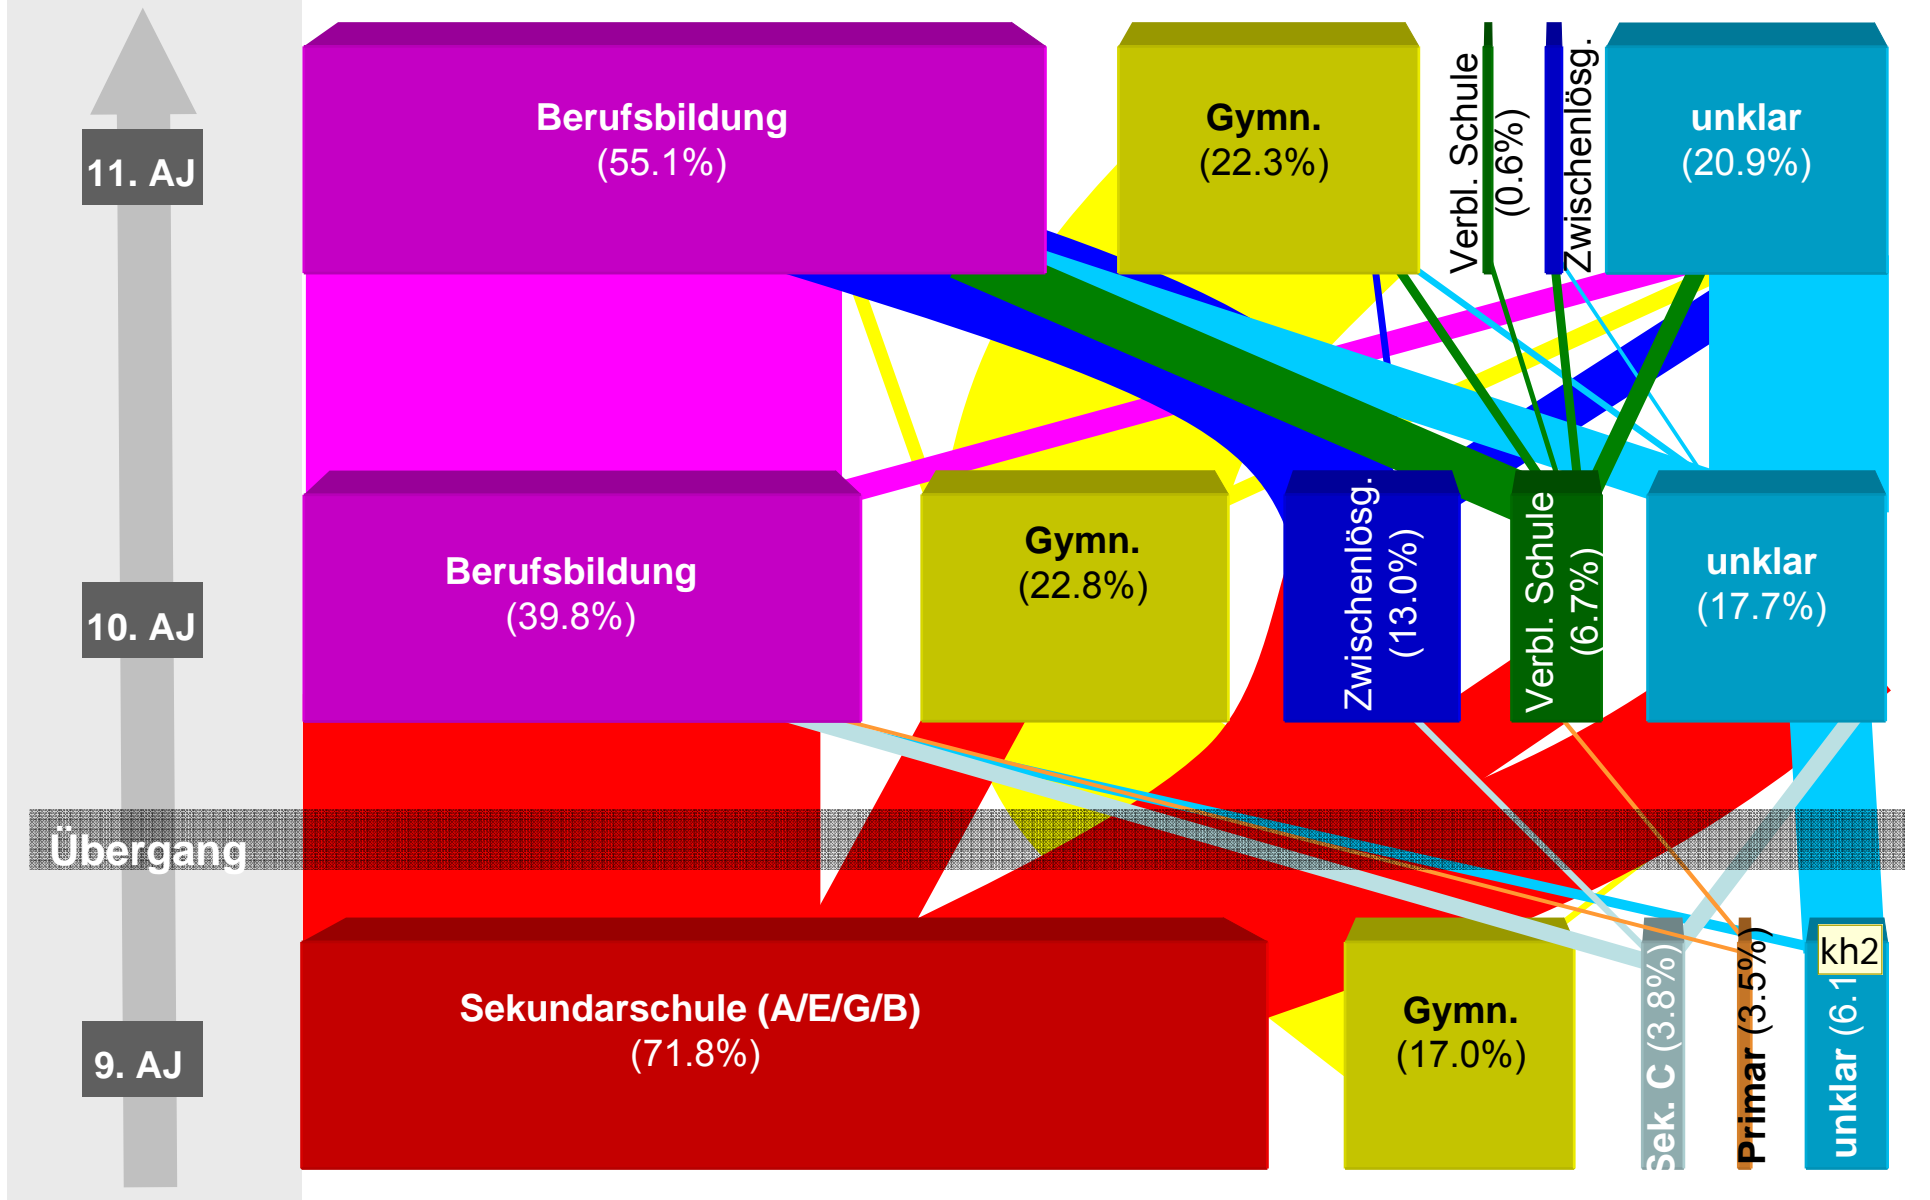 11. AJ
Berufsbildung
(55.1%)
Gymn.
(22.3%)
Verbl. Schule
(0.6%)
Zwischenlösg.
unklar
(20.9%)
10. AJ
Berufsbildung
(39.8%)
Gymn.
(22.8%)
Zwischenlösg.
(13.0%)
Verbl. Schule
(6.7%)
unklar
(17.7%)
Übergang
9. AJ
Sekundarschule (A/E/G/B)
(71.8%)
Gymn.
(17.0%)
Sek. C (3.8%)
Primar (3.5%)
unklar (6.1
kh2